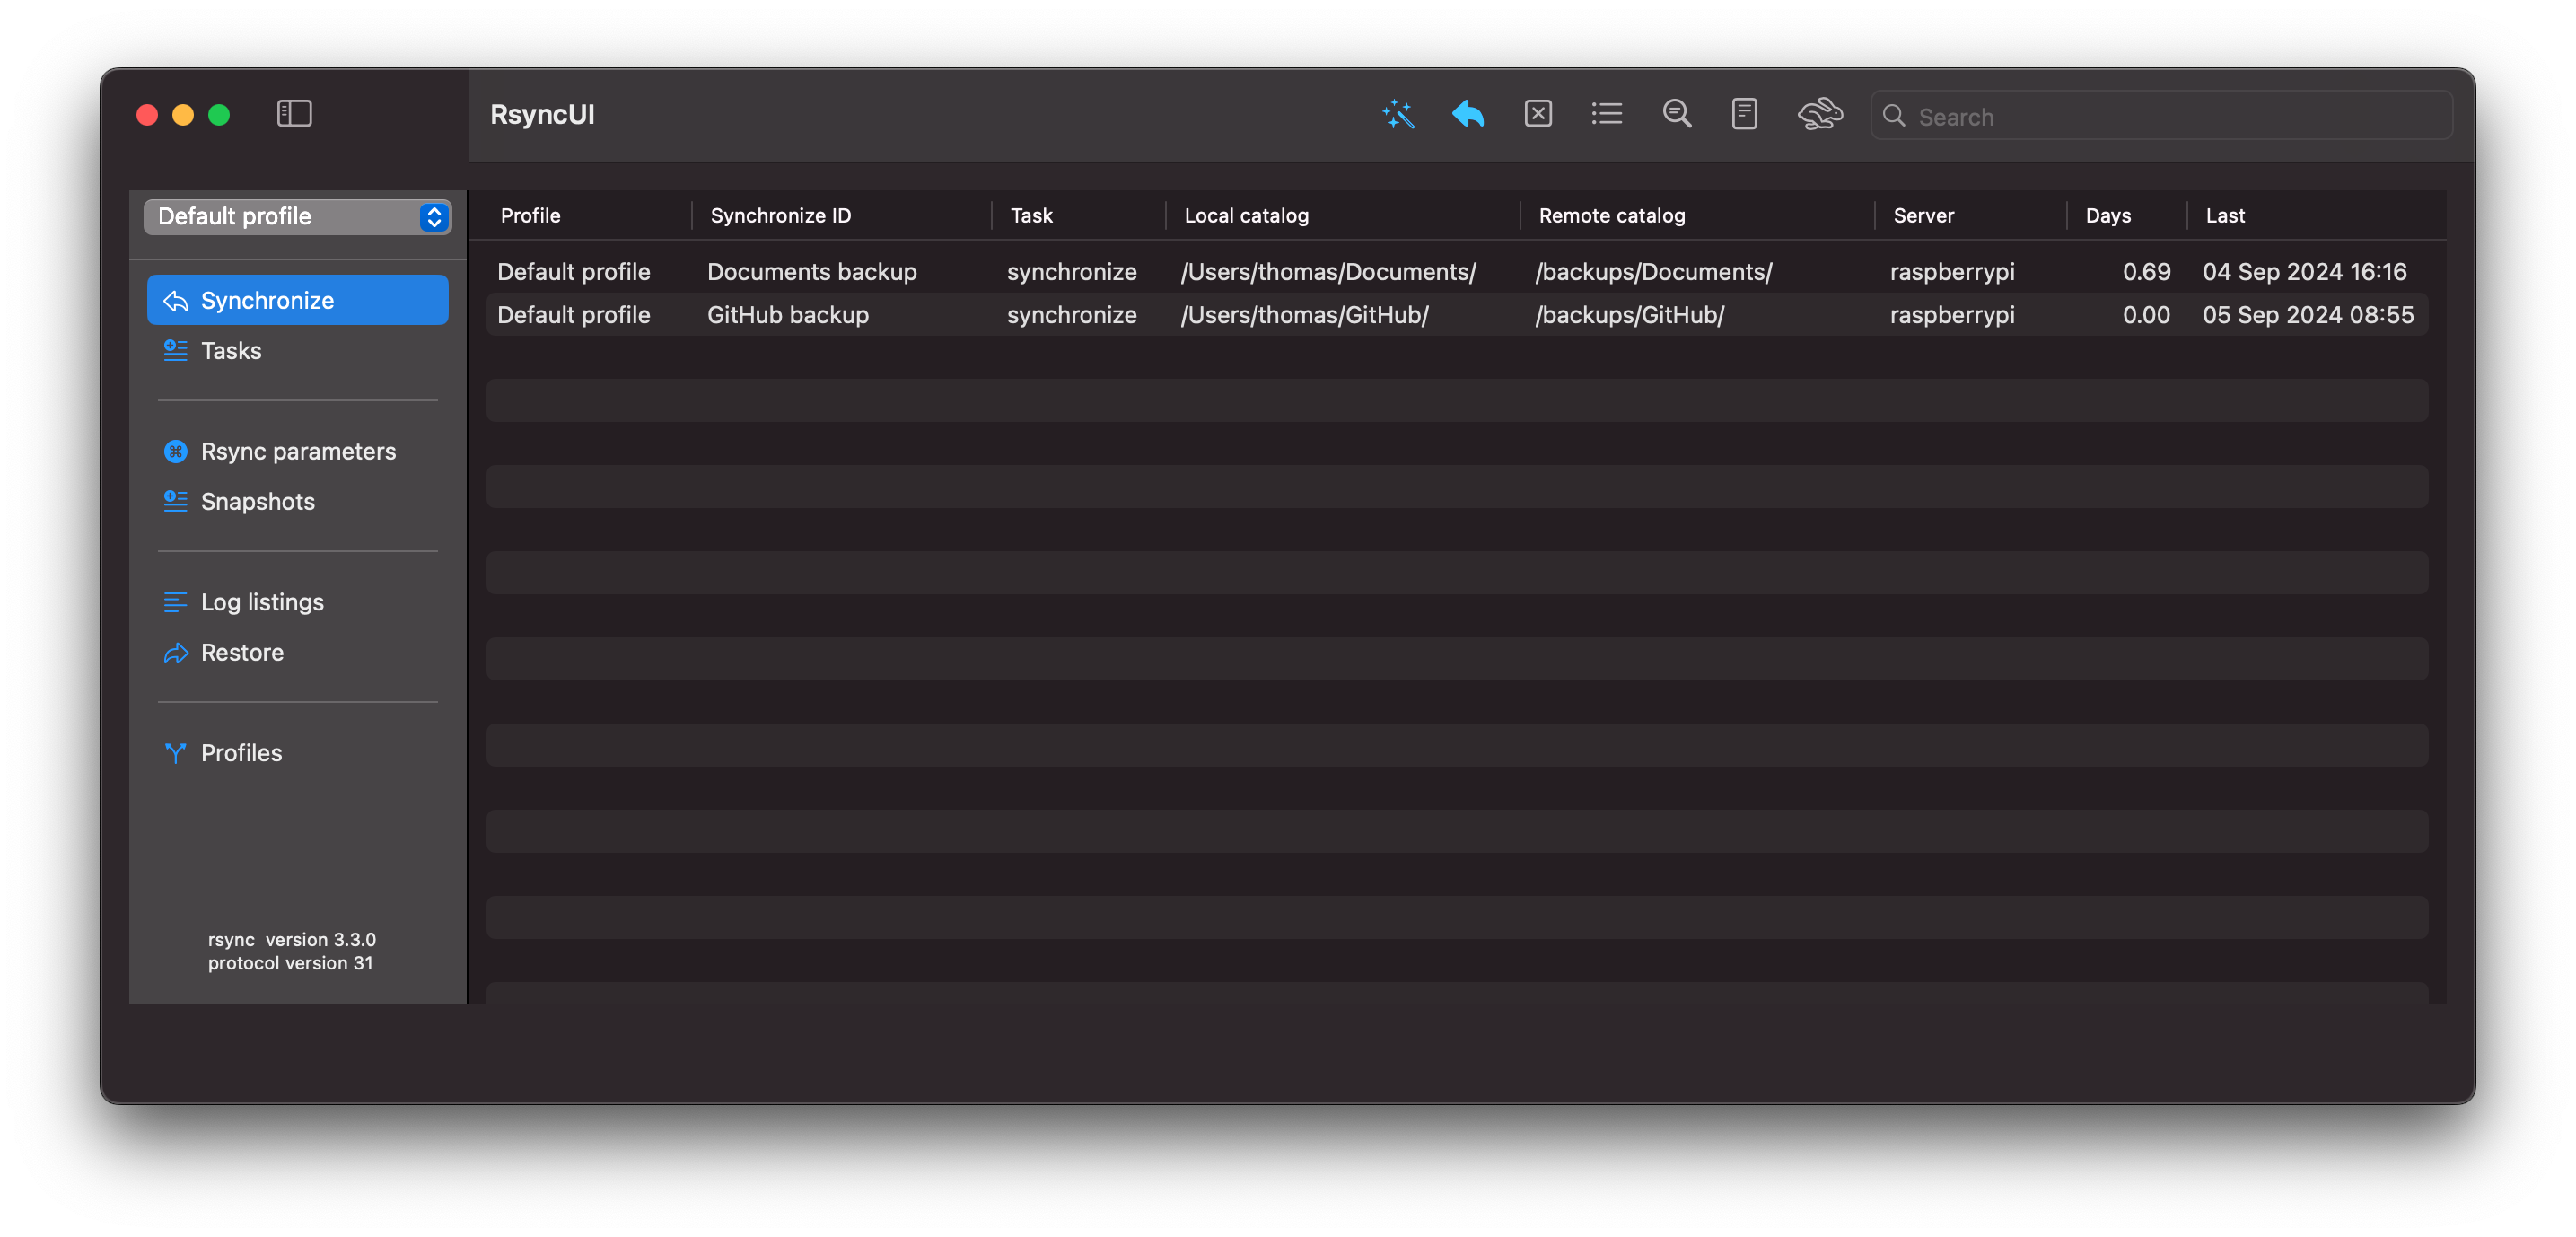 RsyncUI
Search
Default profile
Synchronize
Tasks
Rsync parameters
Snapshots
Log listings
Restore
Profiles
rsync  version 3.3.0
protocol version 31
Profile Synchronize ID Task Local catalog Remote catalog Server Days Last
Default profile Documents backup synchronize /Users/thomas/Documents/ /backups/Documents/ raspberrypi 0.69 04 Sep 2024 16:16
Default profile GitHub backup synchronize /Users/thomas/GitHub/ /backups/GitHub/ raspberrypi 0.00 05 Sep 2024 08:55